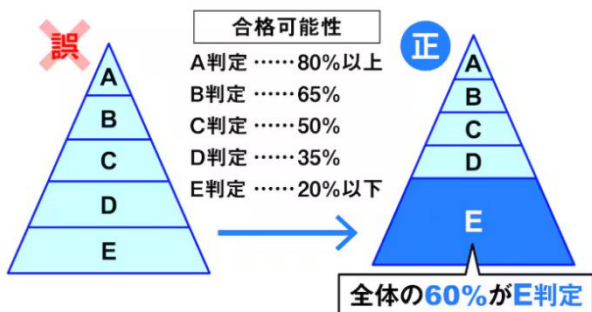 誤
A
B
C
D
E
合格可能性
A判定 ……80%以上
B判定 ……65%
C判定 ……50%
D判定 ……35%
E判定 ……20%以下
正
A
B
C
D
E
全体の60%がE判定